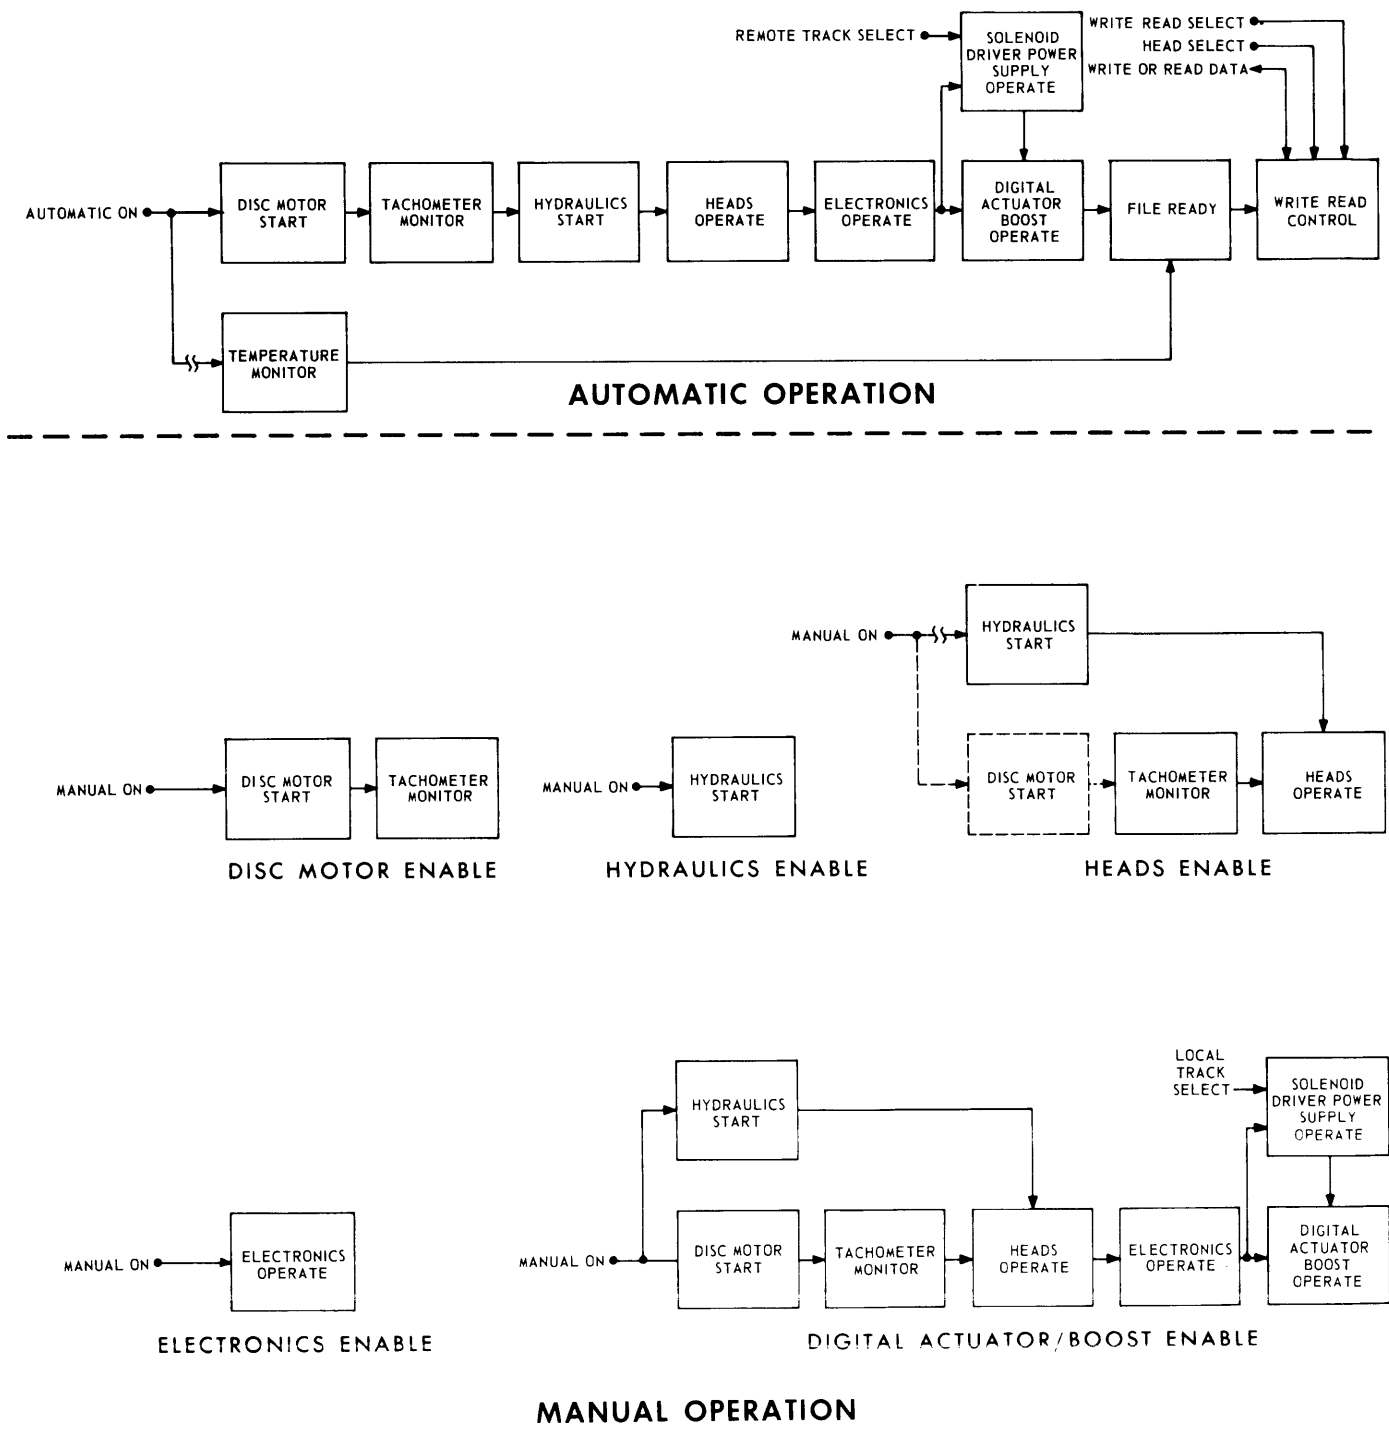 REMOTE TRACK SELECT
SOLENOID
DRIVER POWER
SUPPLY
OPERATE
WRITE READ SELECT
HEAD SELECT
WRITE OR READ DATA
AUTOMATIC ON
DISC MOTOR
START
TACHOMETER
MONITOR
HYDRAULICS
START
HEADS
OPERATE
ELECTRONICS
OPERATE
DIGITAL
ACTUATOR
BOOST
OPERATE
FILE READY
WRITE READ
CONTROL
TEMPERATURE
MONITOR
AUTOMATIC OPERATION
MANUAL ON
DISC MOTOR
START
TACHOMETER
MONITOR
DISC MOTOR ENABLE
MANUAL ON
HYDRAULICS
START
HYDRAULICS ENABLE
MANUAL ON
HYDRAULICS
START
DISC MOTOR
START
TACHOMETER
MONITOR
HEADS
OPERATE
HEADS ENABLE
MANUAL ON
ELECTRONICS
OPERATE
ELECTRONICS ENABLE
MANUAL ON
HYDRAULICS
START
DISC MOTOR
START
TACHOMETER
MONITOR
HEADS
OPERATE
ELECTRONICS
OPERATE
LOCAL
TRACK
SELECT
SOLENOID
DRIVER POWER
SUPPLY
OPERATE
DIGITAL
ACTUATOR
BOOST
OPERATE
DIGITAL ACTUATOR/BOOST ENABLE
MANUAL OPERATION